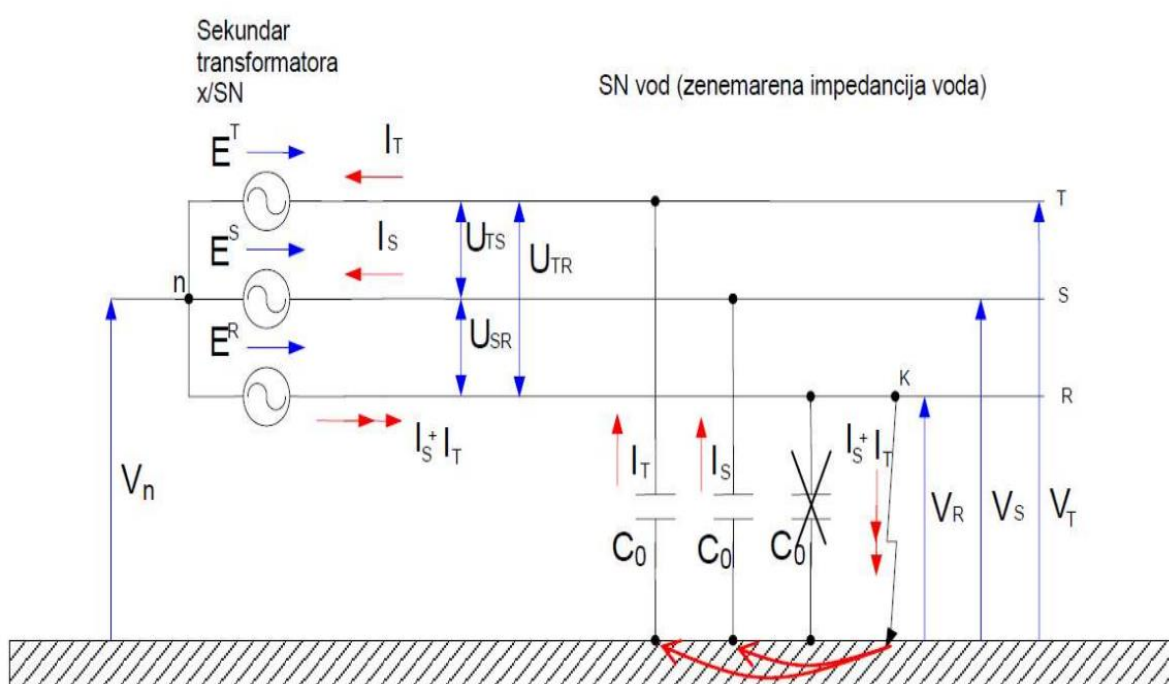 Sekundar
transformatora
x/SN
SN vod (zenemarena impedancija voda)
E^T
I_T
T
E^S
I_S
U_TS
U_TR
n
S
E^R
U_SR
K
R
I_S + I_T
I_T
I_S
I_S + I_T
V_n
V_R
V_S
V_T
C_0
C_0
C_0